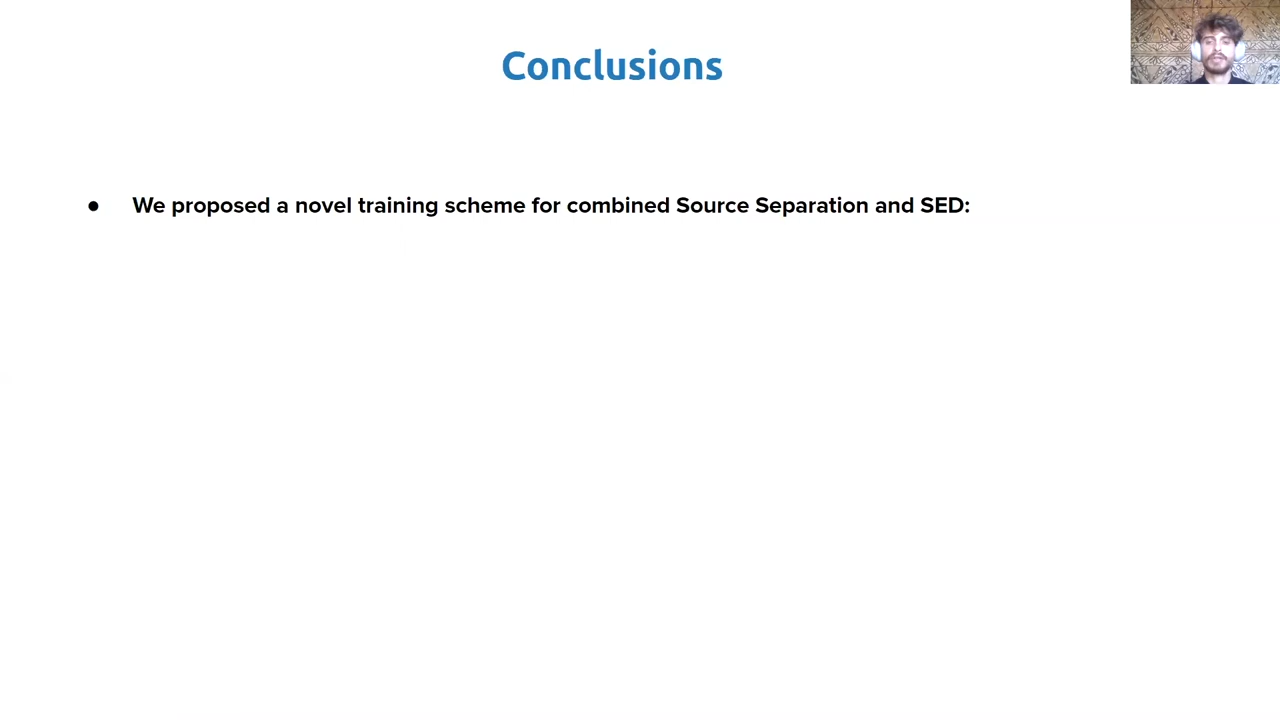 Conclusions
● We proposed a novel training scheme for combined Source Separation and SED: